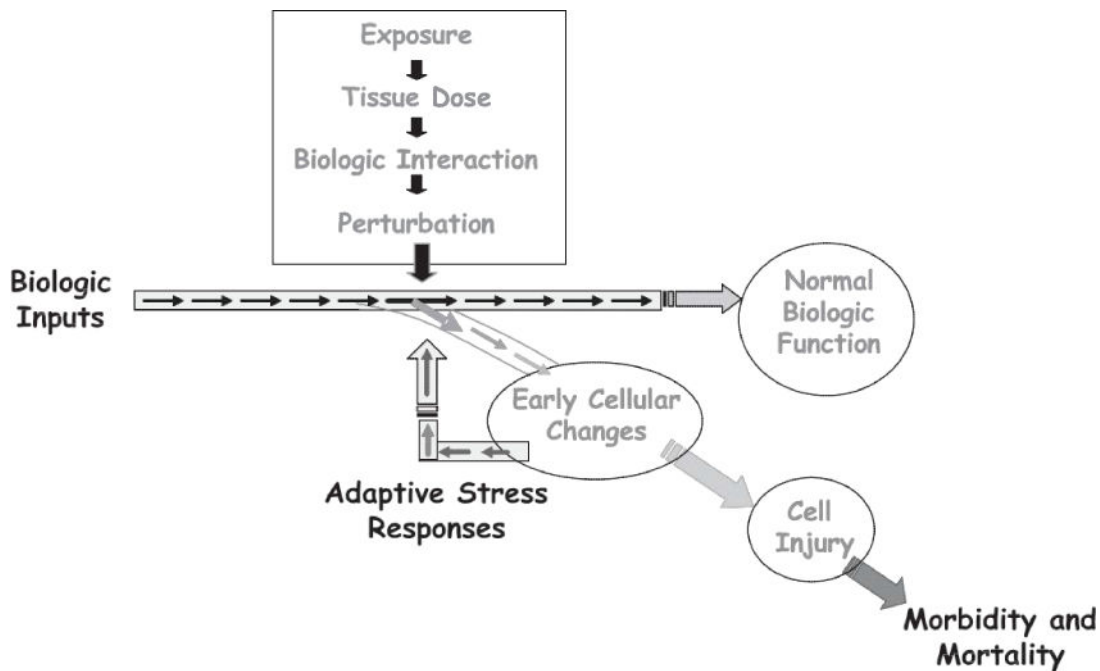 Exposure
Tissue Dose
Biologic Interaction
Perturbation
Biologic
Inputs
Normal
Biologic
Function
Early Cellular
Changes
Adaptive Stress
Responses
Cell
Injury
Morbidity and
Mortality